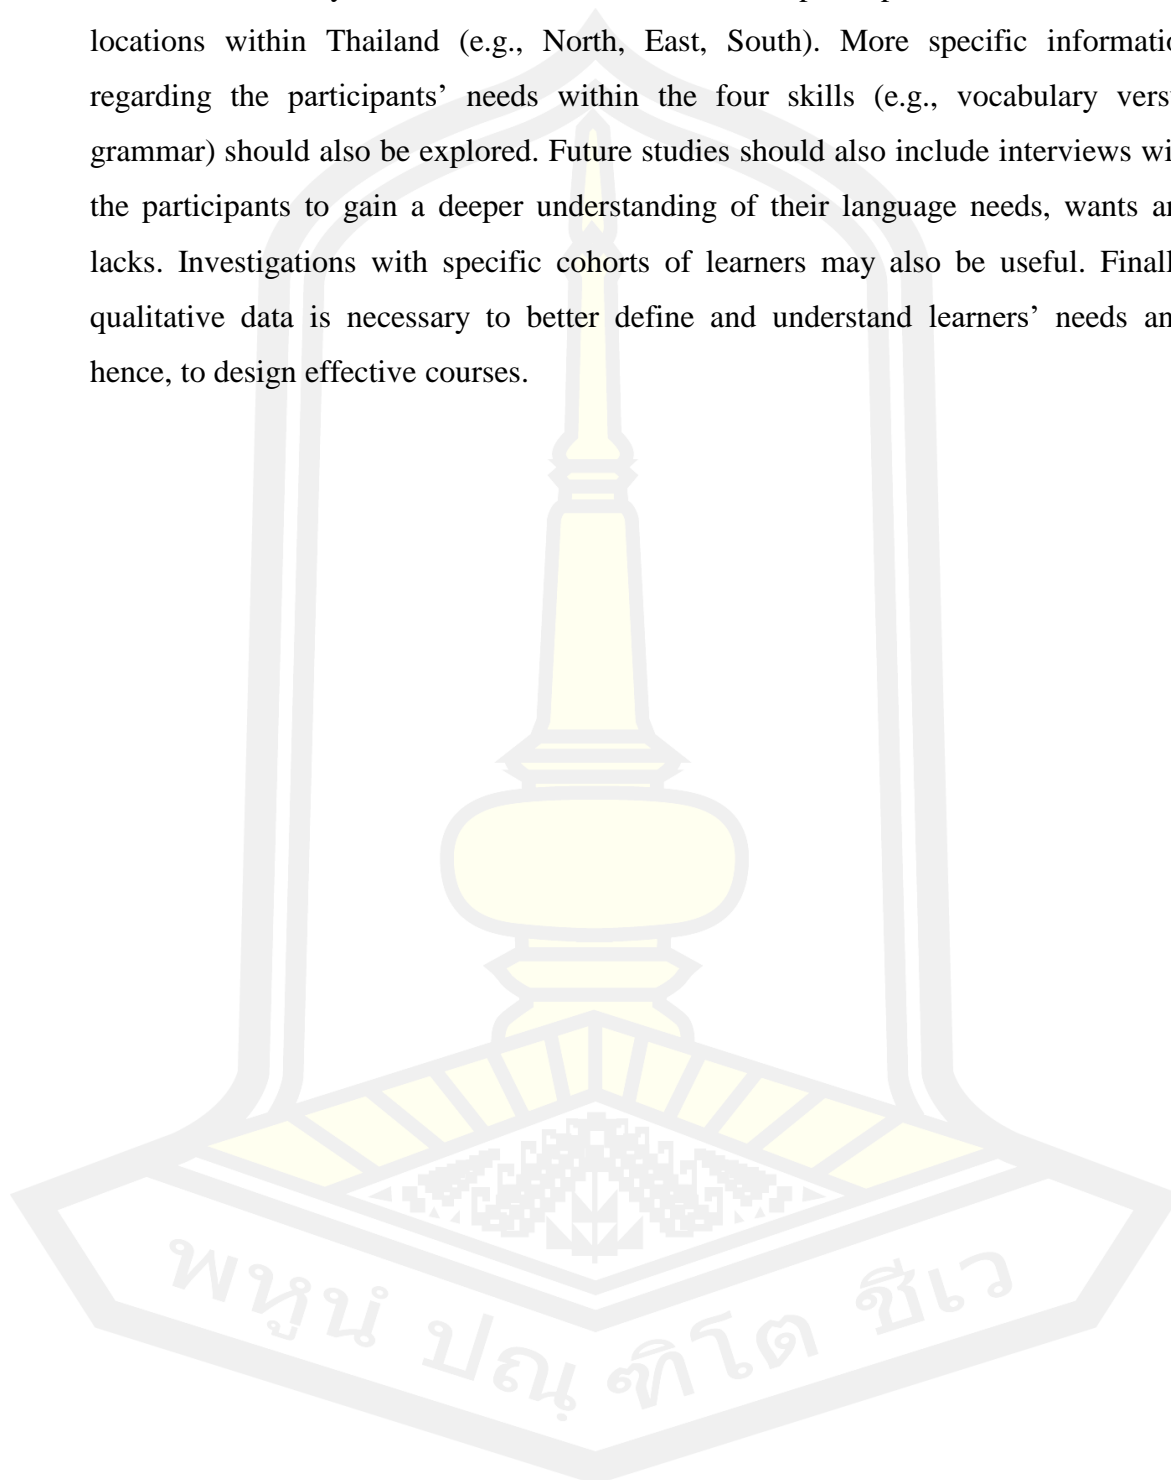 locations within Thailand (e.g., North, East, South). More specific informatio
regarding the participants’ needs within the four skills (e.g., vocabulary vers
grammar) should also be explored. Future studies should also include interviews wi
the participants to gain a deeper understanding of their language needs, wants a
lacks. Investigations with specific cohorts of learners may also be useful. Finall
qualitative data is necessary to better define and understand learners’ needs an
hence, to design effective courses.
พหูนํ ปณฺฑิโต ชีเว